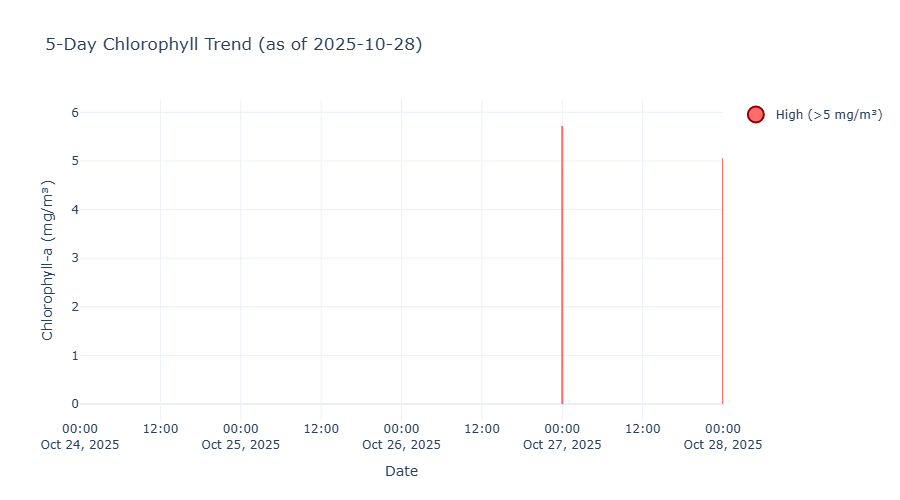 5-Day Chlorophyll Trend (as of 2025-10-28)
High (>5 mg/m³)
Chlorophyll-a (mg/m³)
6
5
4
3
2
1
0
00:00 12:00 00:00 12:00 00:00 12:00 00:00 12:00 00:00
Oct 24, 2025 Oct 25, 2025 Oct 26, 2025 Oct 27, 2025 Oct 28, 2025
Date